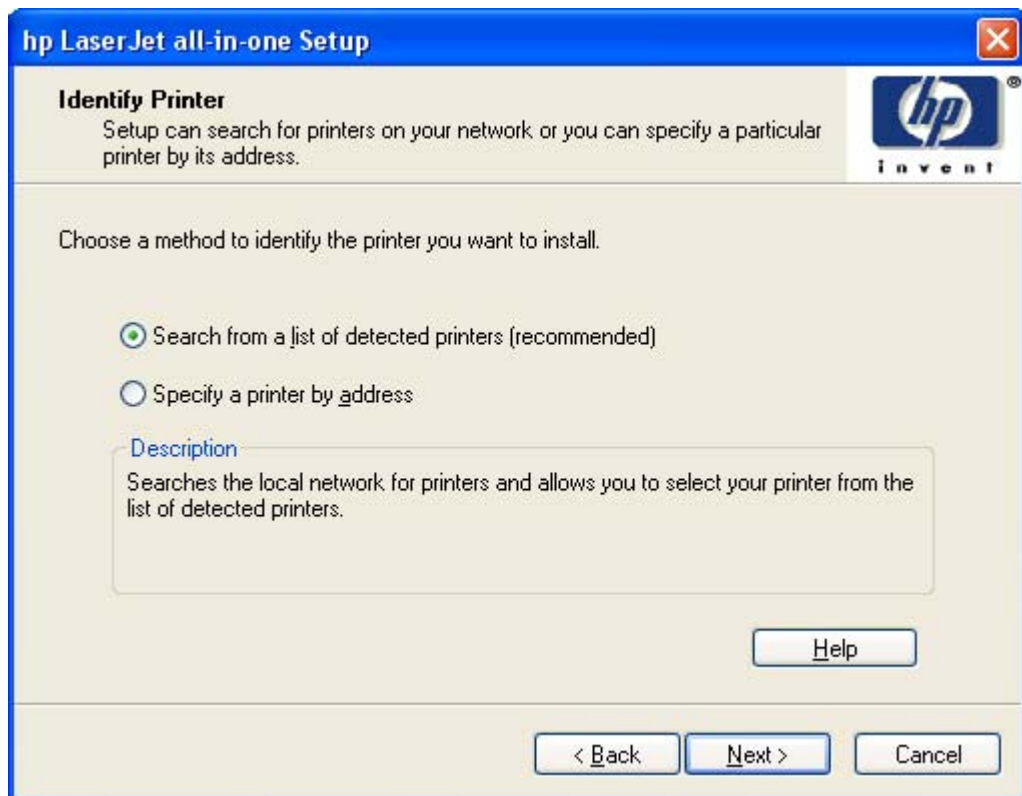 hp LaserJet all-in-one Setup
Identify Printer
Setup can search for printers on your network or you can specify a particular
printer by its address.
hp
®
invent
Choose a method to identify the printer you want to install.
Search from a list of detected printers (recommended)
Specify a printer by address
Description
Searches the local network for printers and allows you to select your printer from the
list of detected printers.
Help
< Back
Next >
Cancel